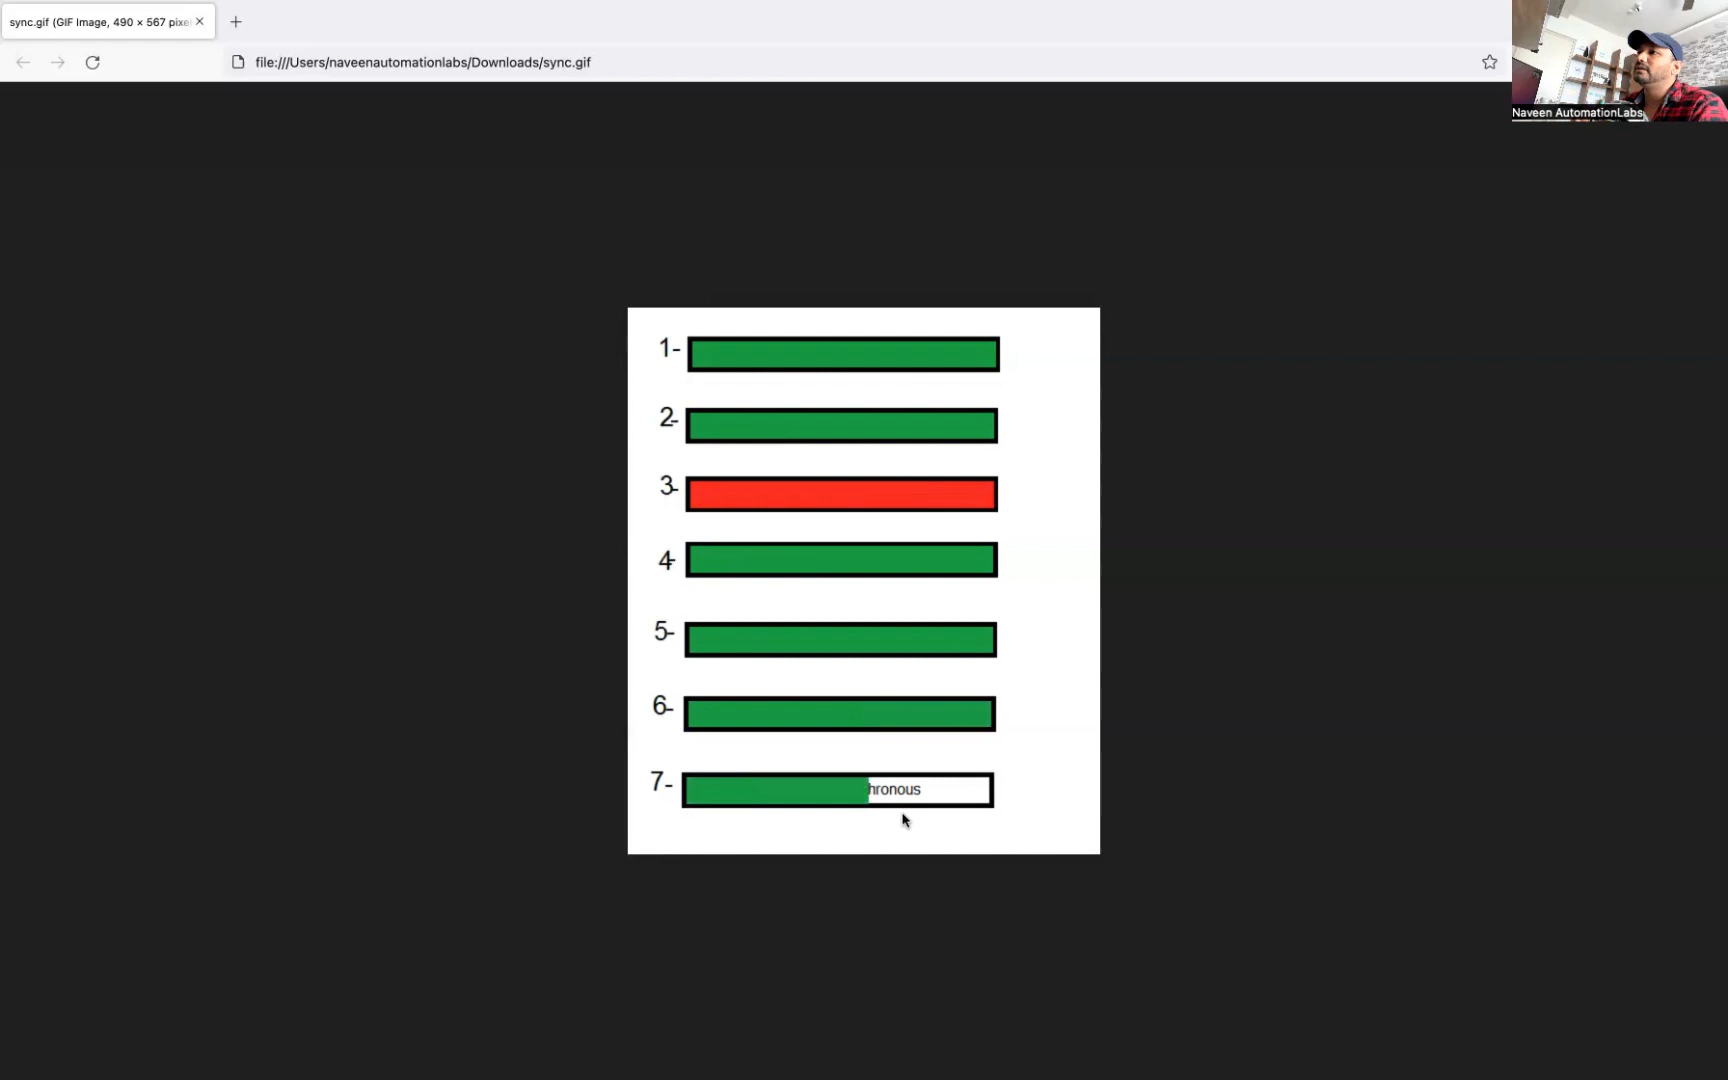 sync.gif (GIF Image, 490 × 567 pixe
file:///Users/naveenautomationlabs/Downloads/sync.gif
Naveen AutomationLabs
1-
2-
3-
4-
5-
6-
7-
hronous